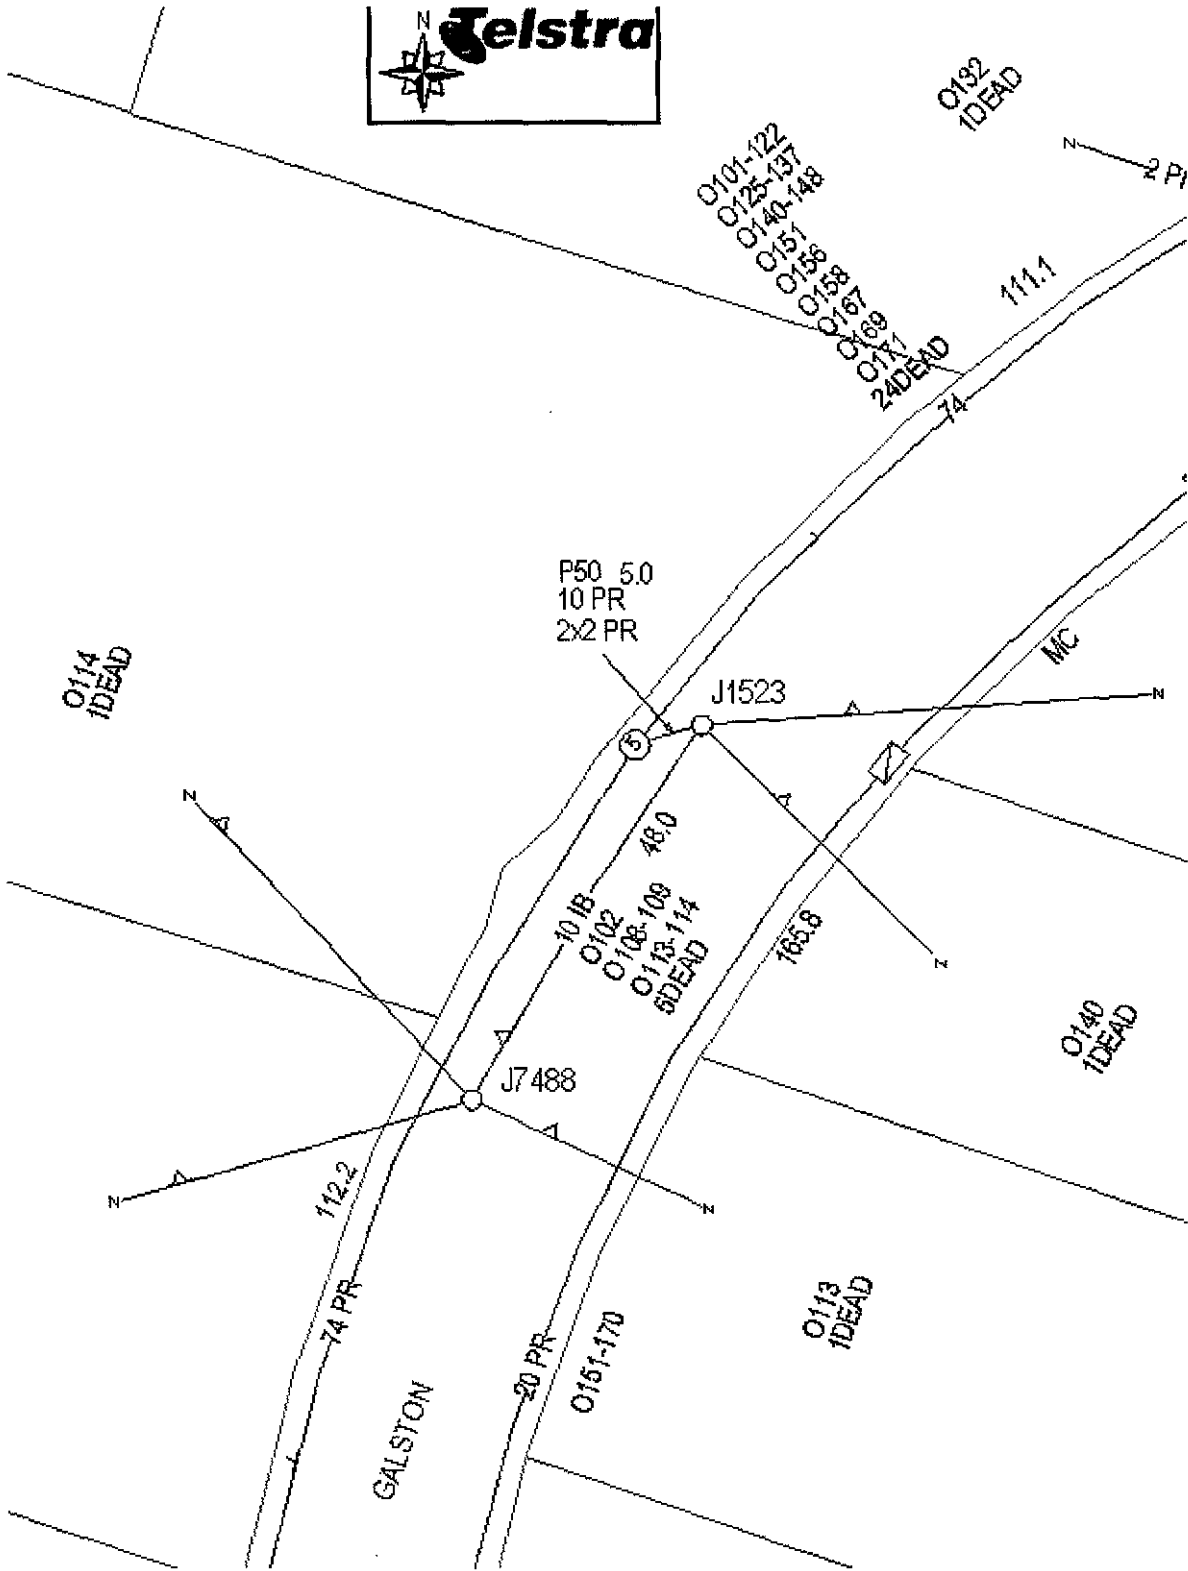 N
Telstra
O132
1DEAD
N
2 PR
O101-122
O125-137
O140-148
O151
O156
O158
O167
O169
O171
24DEAD
111.1
74
P50 5.0
10 PR
2x2 PR
MC
O114
1DEAD
J1523
N
5
N
48.0
10 IB
O102
O108-109
O113-114
6DEAD
165.8
N
O140
1DEAD
J7488
112.2
N
N
74 PR
20 PR
O151-170
O113
1DEAD
GALSTON